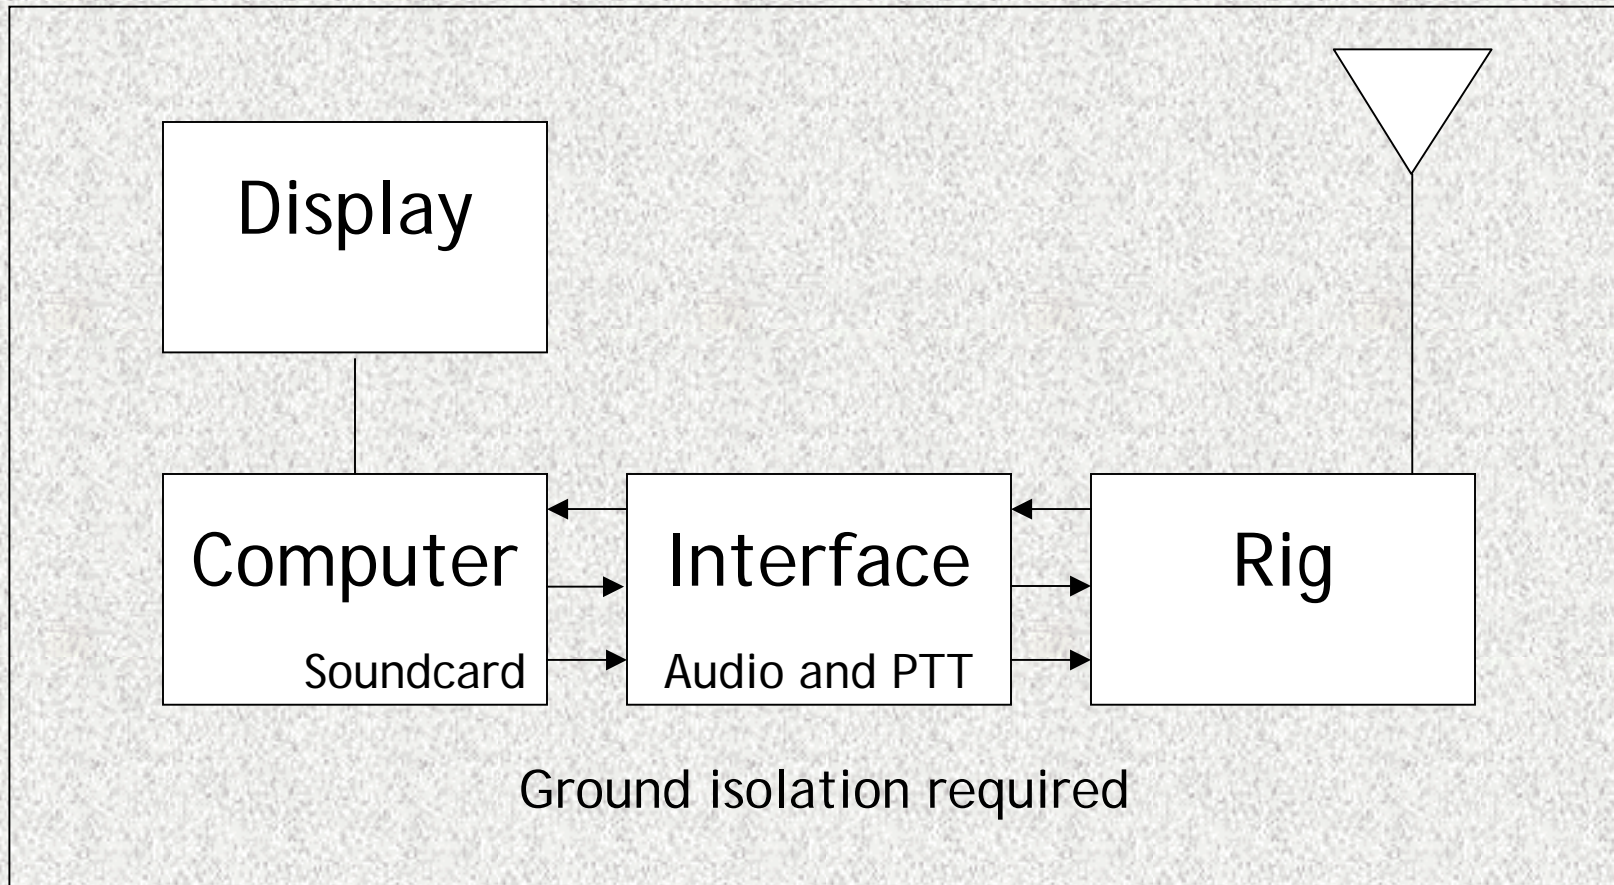 Display
Computer
Soundcard
Interface
Audio and PTT
Rig
Ground isolation required